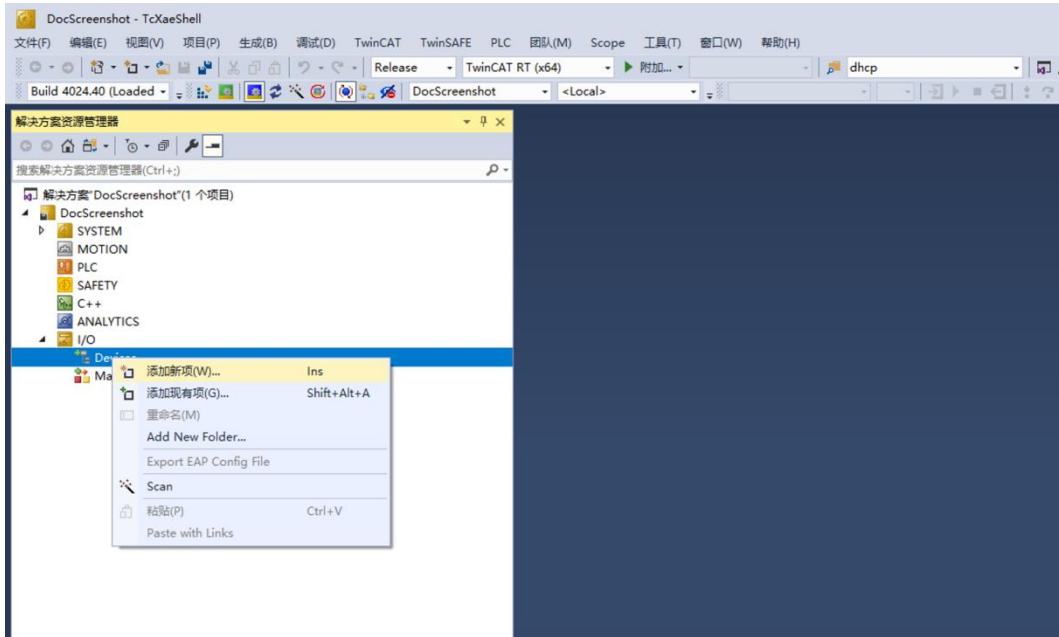 DocScreenshot - TcXaeShell
文件(F) 编辑(E) 视图(V) 项目(P) 生成(B) 调试(D) TwinCAT TwinSAFE PLC 团队(M) Scope 工具(T) 窗口(W) 帮助(H)
Release TwinCAT RT (x64) 附加... dhcp
Build 4024.40 (Loaded DocScreenshot <Local>
解决方案资源管理器
搜索解决方案资源管理器(Ctrl+;)
解决方案"DocScreenshot"(1 个项目)
DocScreenshot
SYSTEM
MOTION
PLC
SAFETY
C++
ANALYTICS
I/O
添加新项(W)... Ins
添加现有项(G)... Shift+Alt+A
重命名(M)
Add New Folder...
Export EAP Config File
Scan
粘贴(P) Ctrl+V
Paste with Links